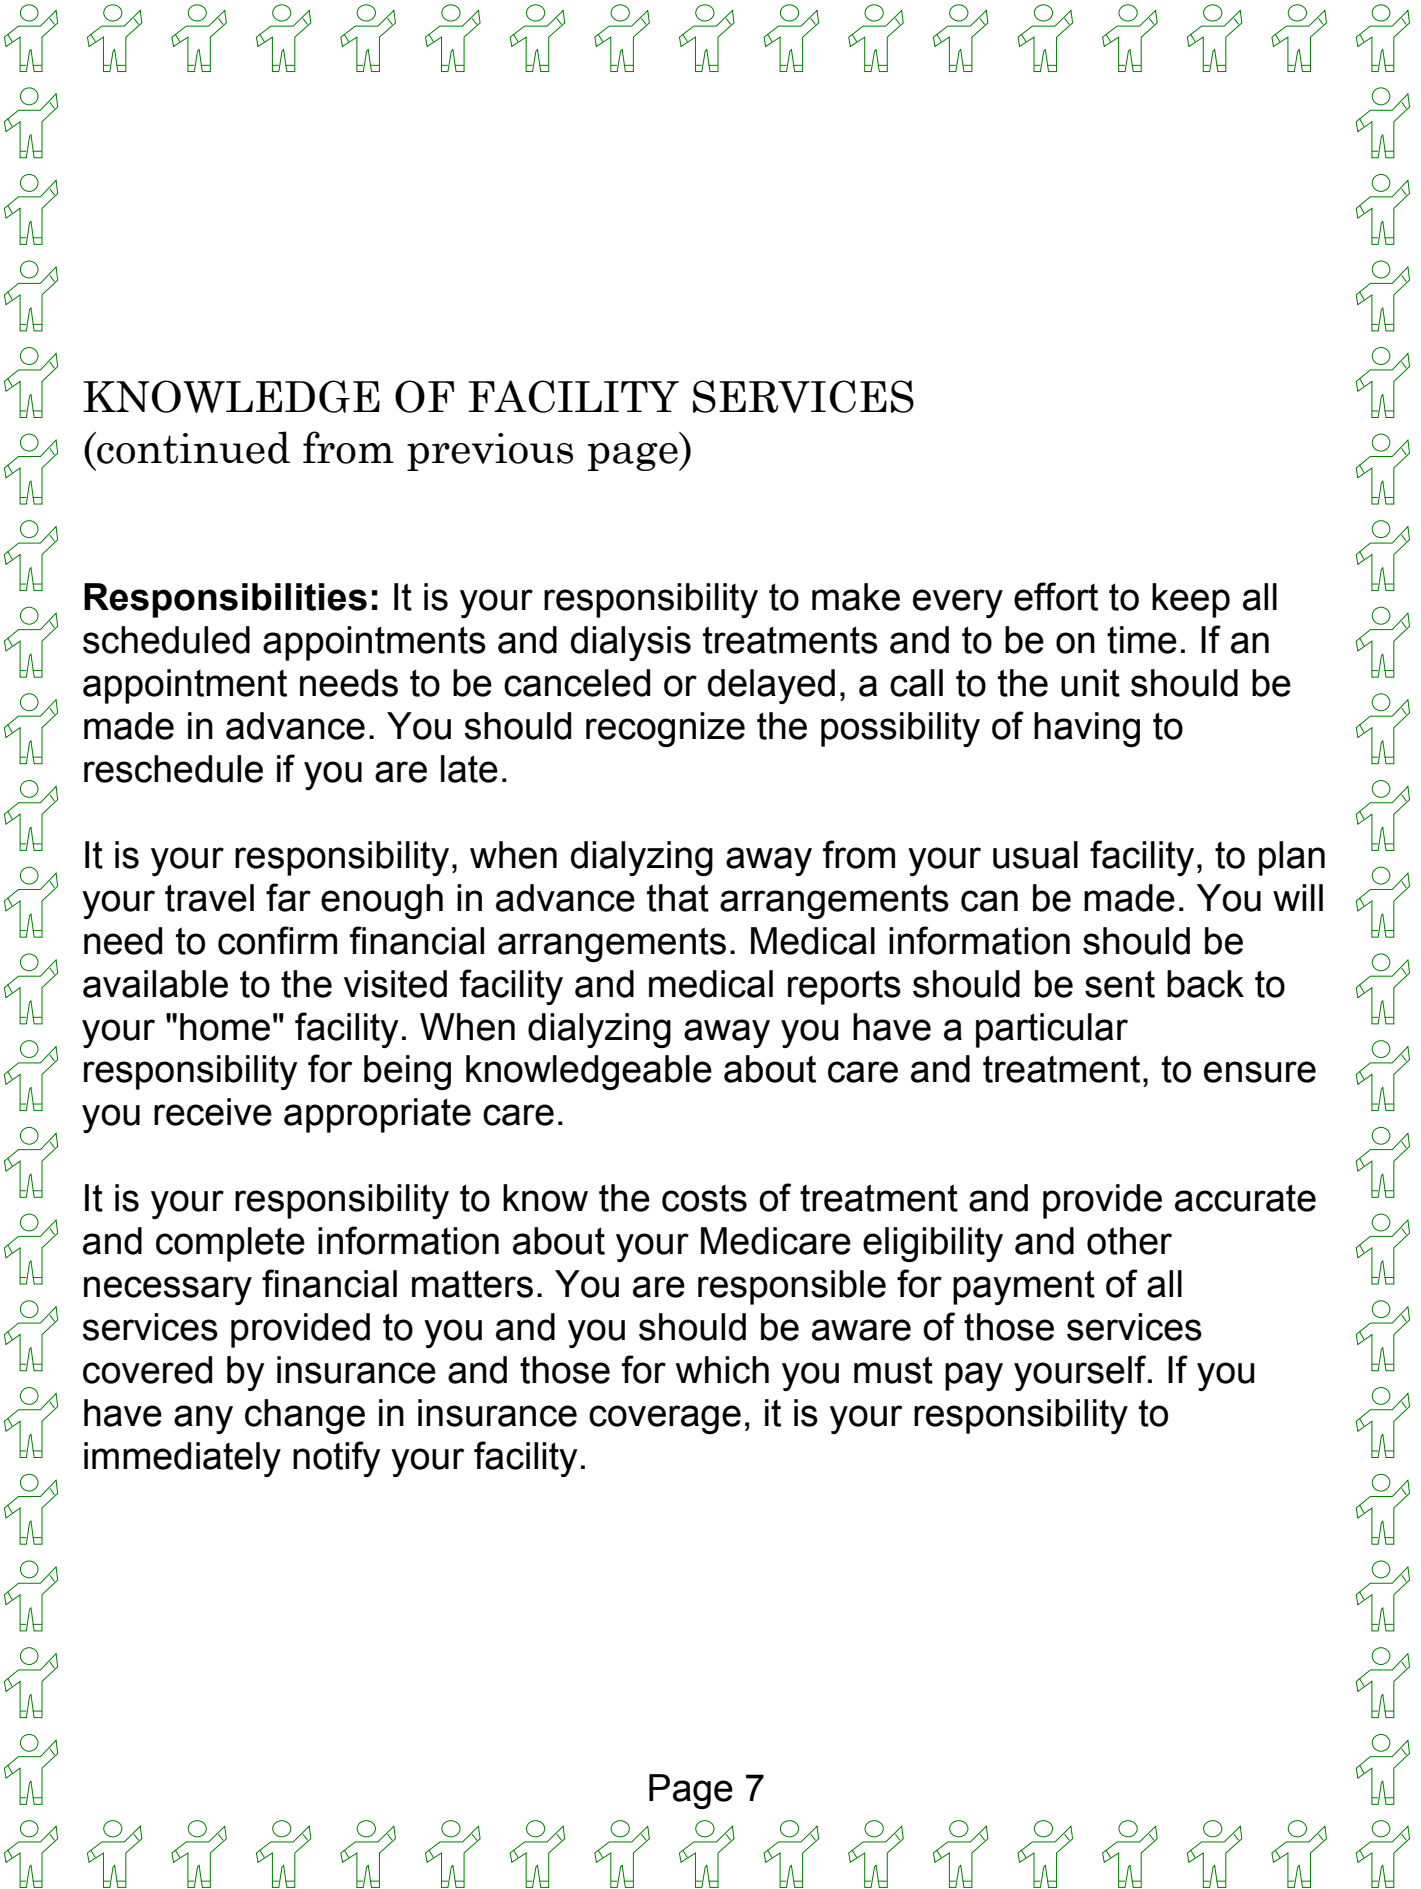 KNOWLEDGE OF FACILITY SERVICES
(continued from previous page)
Responsibilities: It is your responsibility to make every effort to keep all
scheduled appointments and dialysis treatments and to be on time. If an
appointment needs to be canceled or delayed, a call to the unit should be
made in advance. You should recognize the possibility of having to
reschedule if you are late.
It is your responsibility, when dialyzing away from your usual facility, to plan
your travel far enough in advance that arrangements can be made. You will
need to confirm financial arrangements. Medical information should be
available to the visited facility and medical reports should be sent back to
your "home" facility. When dialyzing away you have a particular
responsibility for being knowledgeable about care and treatment, to ensure
you receive appropriate care.
It is your responsibility to know the costs of treatment and provide accurate
and complete information about your Medicare eligibility and other
necessary financial matters. You are responsible for payment of all
services provided to you and you should be aware of those services
covered by insurance and those for which you must pay yourself. If you
have any change in insurance coverage, it is your responsibility to
immediately notify your facility.
Page 7